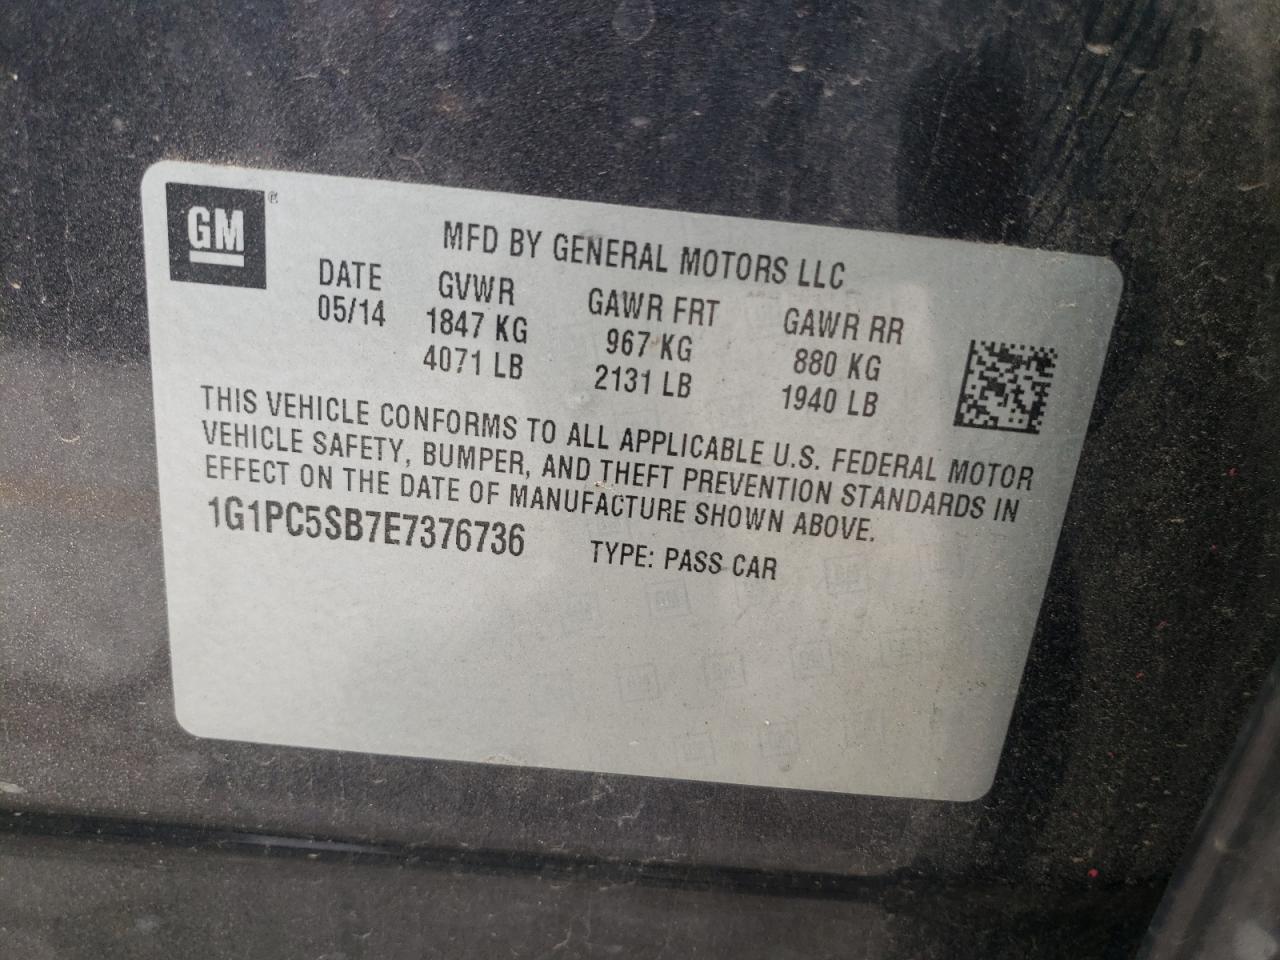 GM ®
MFD BY GENERAL MOTORS LLC
DATE GVWR GAWR FRT GAWR RR
05/14 1847 KG 967 KG 880 KG
4071 LB 2131 LB 1940 LB
THIS VEHICLE CONFORMS TO ALL APPLICABLE U.S. FEDERAL MOTOR
VEHICLE SAFETY, BUMPER, AND THEFT PREVENTION STANDARDS IN
EFFECT ON THE DATE OF MANUFACTURE SHOWN ABOVE.
1G1PC5SB7E7376736 TYPE: PASS CAR